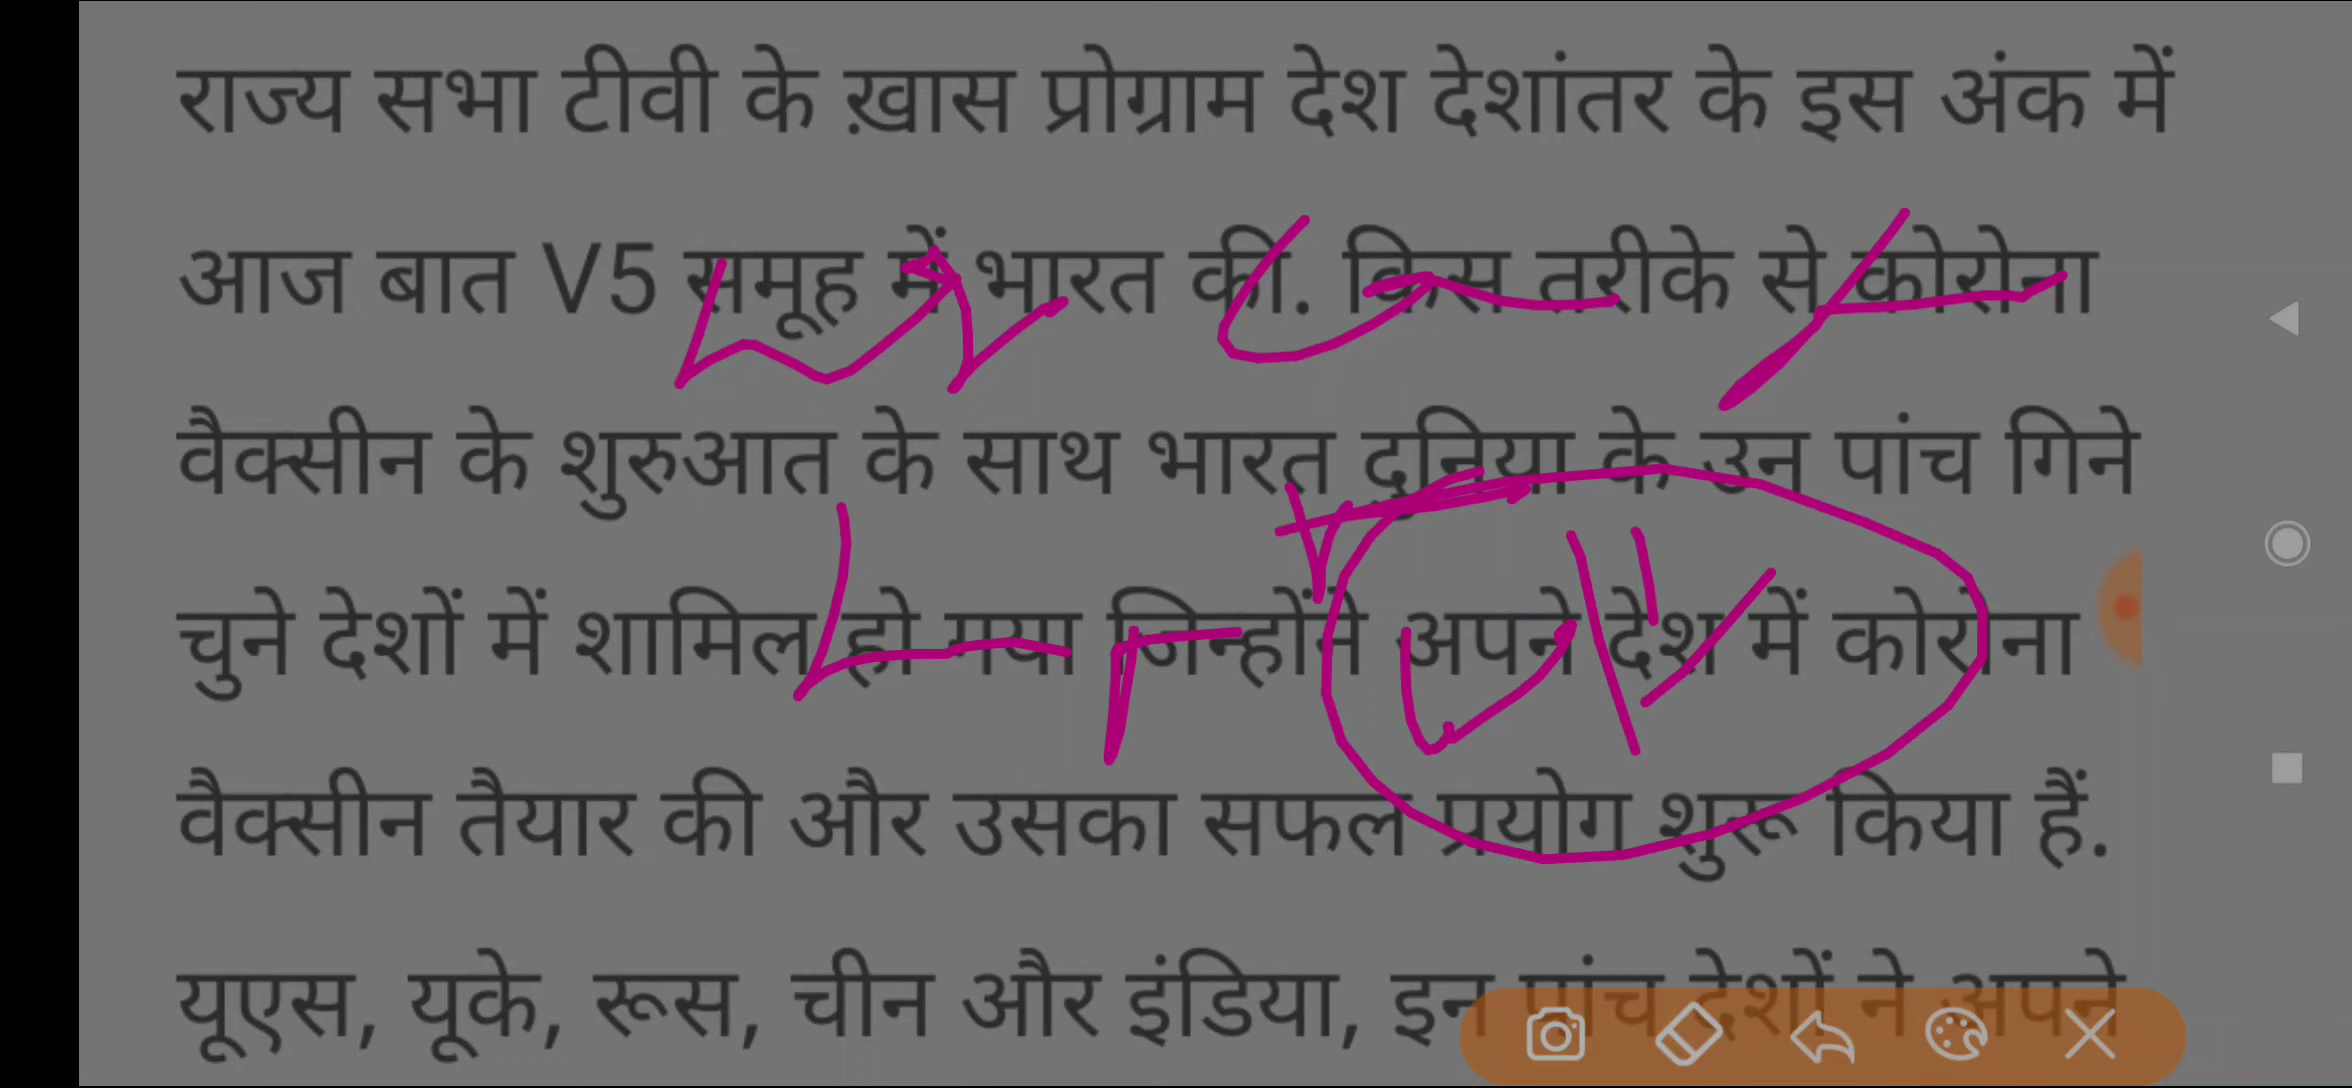 राज्य सभा टीवी के ख़ास प्रोग्राम देश देशांतर के इस अंक में
आज बात V5 समूह में भारत की. किस तरीके से कोरोना
वैक्सीन के शुरुआत के साथ भारत दुनिया के उन पांच गिने
चुने देशों में शामिल हो गया जिन्होंने अपने देश में कोरोना
वैक्सीन तैयार की और उसका सफल प्रयोग शुरू किया हैं.
यूएस, यूके, रूस, चीन और इंडिया, इन पांच देशों ने अपने